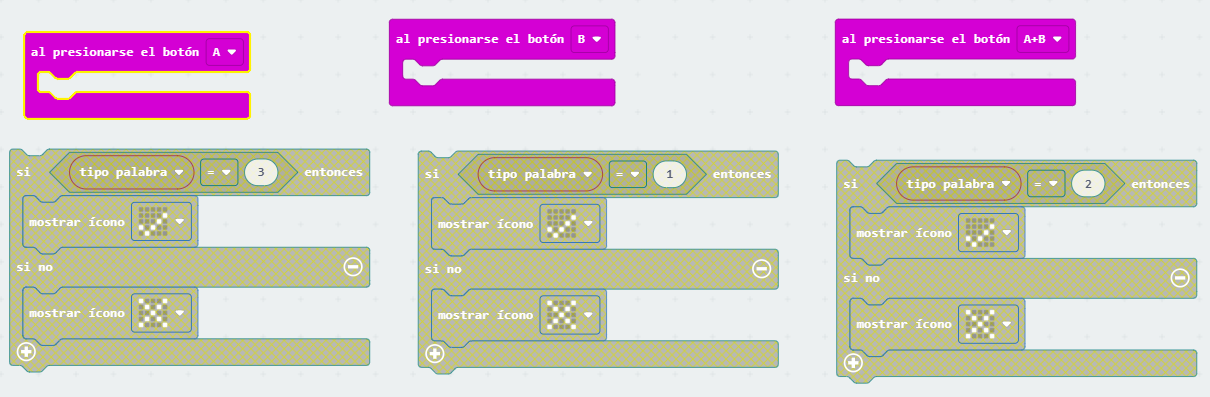 al presionarse el botón A
al presionarse el botón B
al presionarse el botón A+B
si tipo palabra = 3 entonces
mostrar ícono
si no
mostrar ícono
si tipo palabra = 1 entonces
mostrar ícono
si no
mostrar ícono
si tipo palabra = 2 entonces
mostrar ícono
si no
mostrar ícono